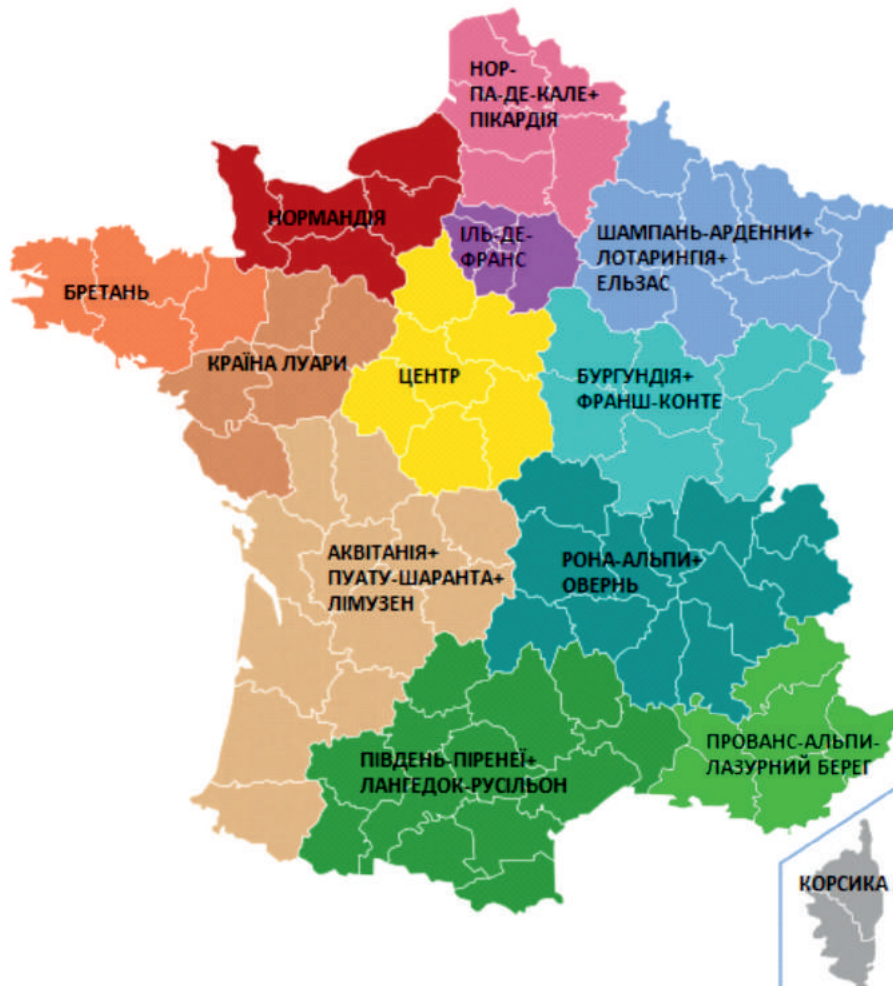 НОР-
ПА-ДЕ-КАЛЕ+
ПІКАРДІЯ
НОРМАНДІЯ
ІЛЬ-ДЕ-
ФРАНС
ШАМПАНЬ-АРДЕННИ+
ЛОТАРИНГІЯ+
ЕЛЬЗАС
БРЕТАНЬ
КРАЇНА ЛУАРИ
ЦЕНТР
БУРГУНДІЯ+
ФРАНШ-КОНТЕ
АКВІТАНІЯ+
ПУАТУ-ШАРАНТА+
ЛІМУЗЕН
РОНА-АЛЬПИ+
ОВЕРНЬ
ПІВДЕНЬ-ПІРЕНЕЇ+
ЛАНГЕДОК-РУСІЛЬОН
ПРОВАНС-АЛЬПИ-
ЛАЗУРНИЙ БЕРЕГ
КОРСИКА